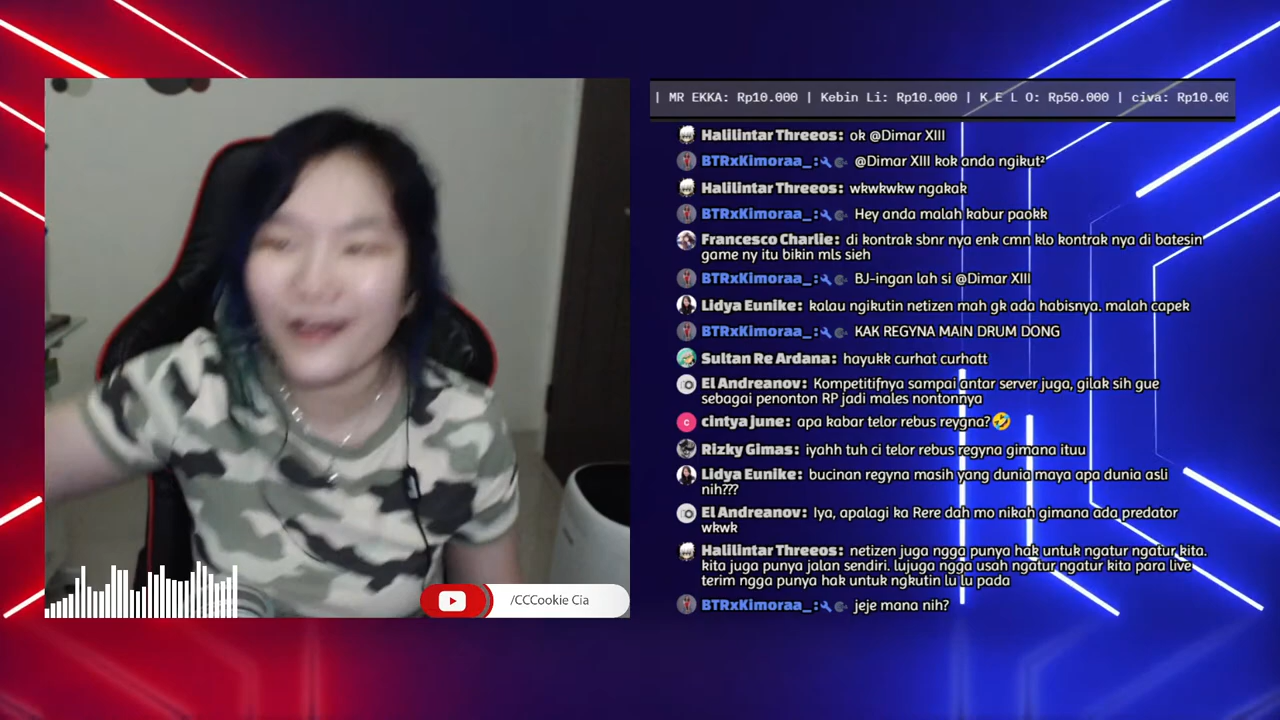 | MR EKKA: Rp10.000 | Kebin Li: Rp10.000 | K E L O: Rp50.000 | civa: Rp10.00
Halilintar Threeos: ok @Dimar XIII
BTRxKimoraa_: @Dimar XIII kok anda ngikut²
Halilintar Threeos: wkwkwkw ngakak
BTRxKimoraa_: Hey anda malah kabur paokk
Francesco Charlie: di kontrak sbnr nya enk cmn klo kontrak nya di batesin
game ny itu bikin mls sieh
BTRxKimoraa_: BJ-ingan lah si @Dimar XIII
Lidya Eunike: kalau ngikutin netizen mah gk ada habisnya. malah capek
BTRxKimoraa_: KAK REGYNA MAIN DRUM DONG
Sultan Re Ardana: hayukk curhat curhatt
El Andreanov: Kompetitifnya sampai antar server juga, gilak sih gue
sebagai penonton RP jadi males nontonnya
C cintya june: apa kabar telor rebus reygna?🤣
Rizky Gimas: iyahh tuh ci telor rebus regyna gimana ituu
Lidya Eunike: bucinan regyna masih yang dunia maya apa dunia asli
nih???
El Andreanov: Iya, apalagi ka Rere dah mo nikah gimana ada predator
wkwk
Halilintar Threeos: netizen juga ngga punya hak untuk ngatur ngatur kita.
kita juga punya jalan sendiri. lujuga ngga usah ngatur ngatur kita para live
terim ngga punya hak untuk ngkutin lu lu pada
BTRxKimoraa_: jeje mana nih?
/CCCookie Cia